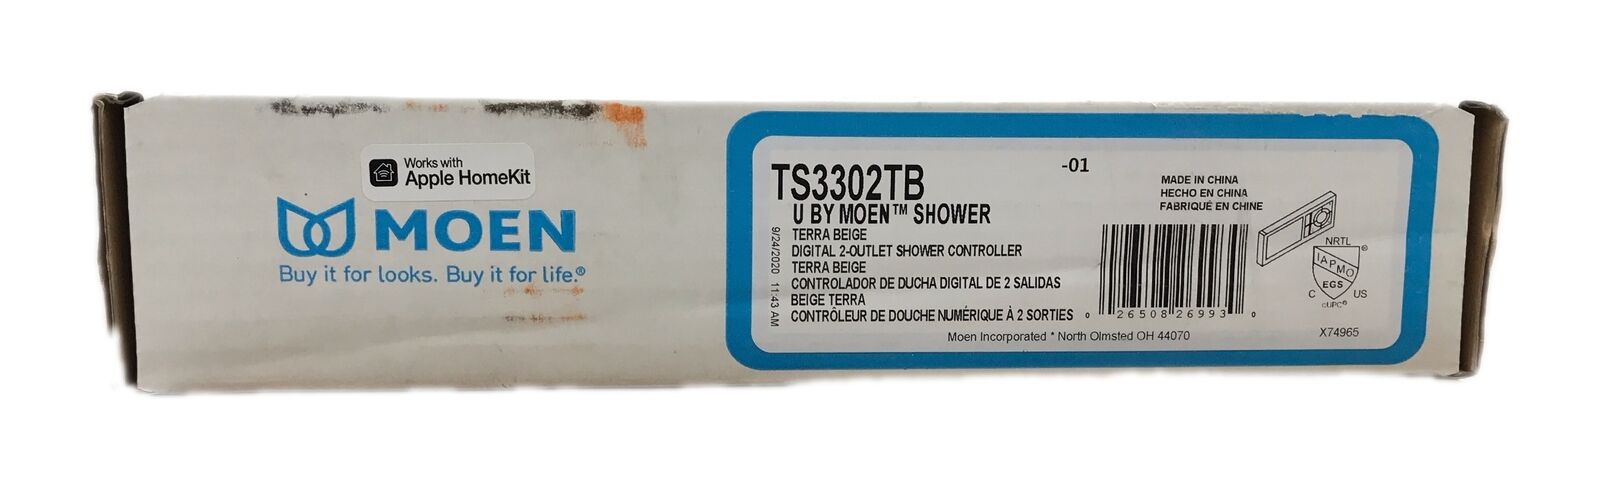 Works with
Apple HomeKit
MOEN
Buy it for looks. Buy it for life.®
TS3302TB
-01
U BY MOEN™ SHOWER
TERRA BEIGE
DIGITAL 2-OUTLET SHOWER CONTROLLER
TERRA BEIGE
CONTROLADOR DE DUCHA DIGITAL DE 2 SALIDAS
BEIGE TERRA
CONTRÔLEUR DE DOUCHE NUMÉRIQUE À 2 SORTIES
9/24/2020 11:43 AM
MADE IN CHINA
HECHO EN CHINA
FABRIQUÉ EN CHINE
0 26508 26993 0
NRTL
®
IAPMO
EGS
C US
cUPC®
Moen Incorporated * North Olmsted OH 44070
X74965